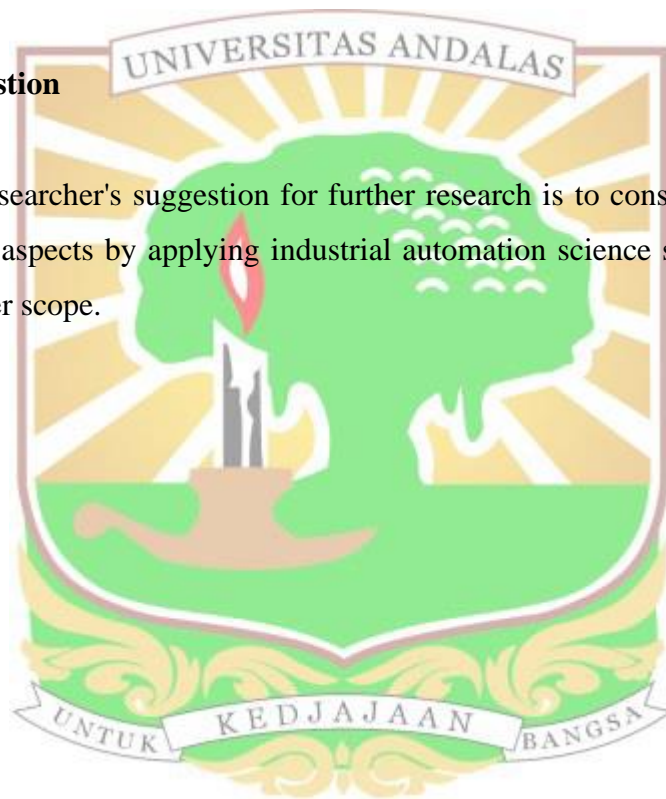 UNIVERSITAS ANDALAS
stion
searcher's suggestion for further research is to cons
aspects by applying industrial automation science s
er scope.
UNTUK KEDJAJAAN BANGSA